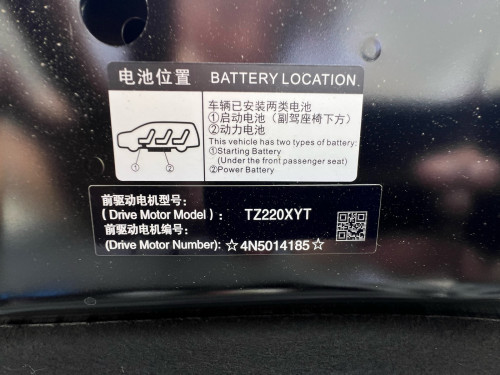 电池位置 BATTERY LOCATION
车辆已安装两类电池
①启动电池（副驾座椅下方）
②动力电池
This vehicle has two types of battery:
①Starting Battery
(Under the front passenger seat)
②Power Battery
① ②
前驱动电机型号:
(Drive Motor Model): TZ220XYT
前驱动电机编号:
(Drive Motor Number): ☆4N5014185☆